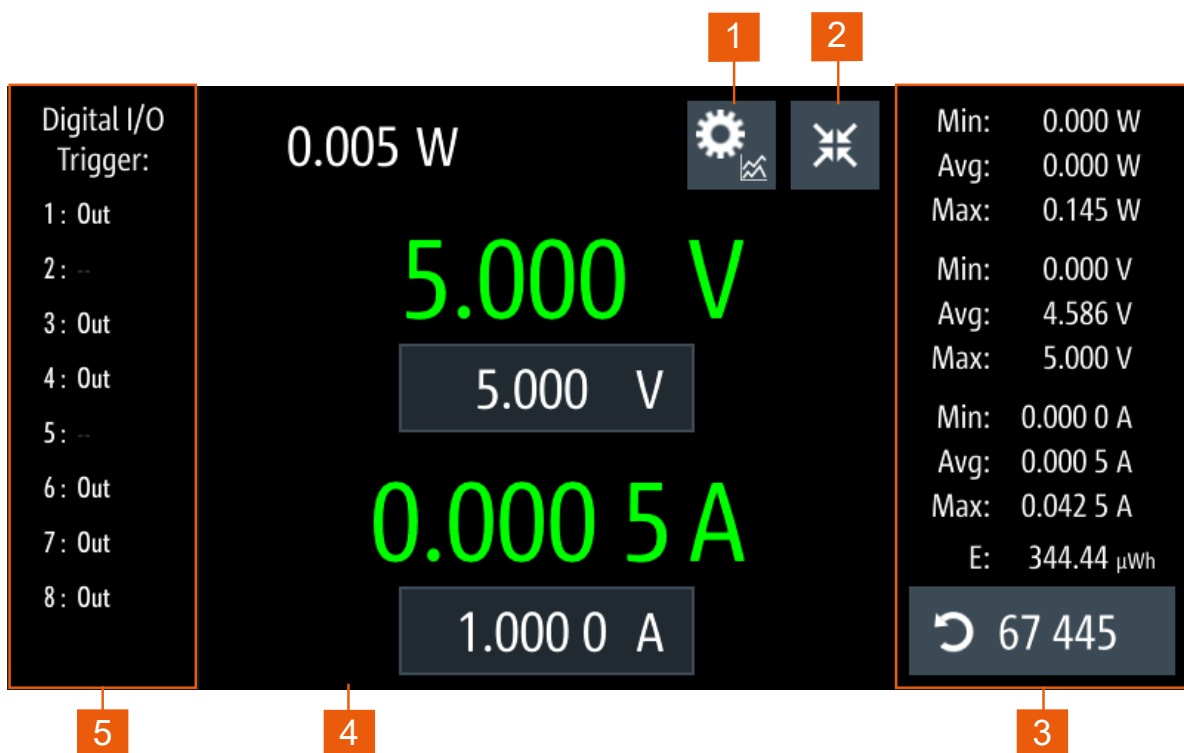 1
2
Digital I/O
Trigger:
1: Out
2: --
3: Out
4: Out
5: --
6: Out
7: Out
8: Out
0.005 W
5.000 V
5.000 V
0.000 5 A
1.000 0 A
Min: 0.000 W
Avg: 0.000 W
Max: 0.145 W
Min: 0.000 V
Avg: 4.586 V
Max: 5.000 V
Min: 0.000 0 A
Avg: 0.000 5 A
Max: 0.042 5 A
E: 344.44 µWh
67 445
5
4
3